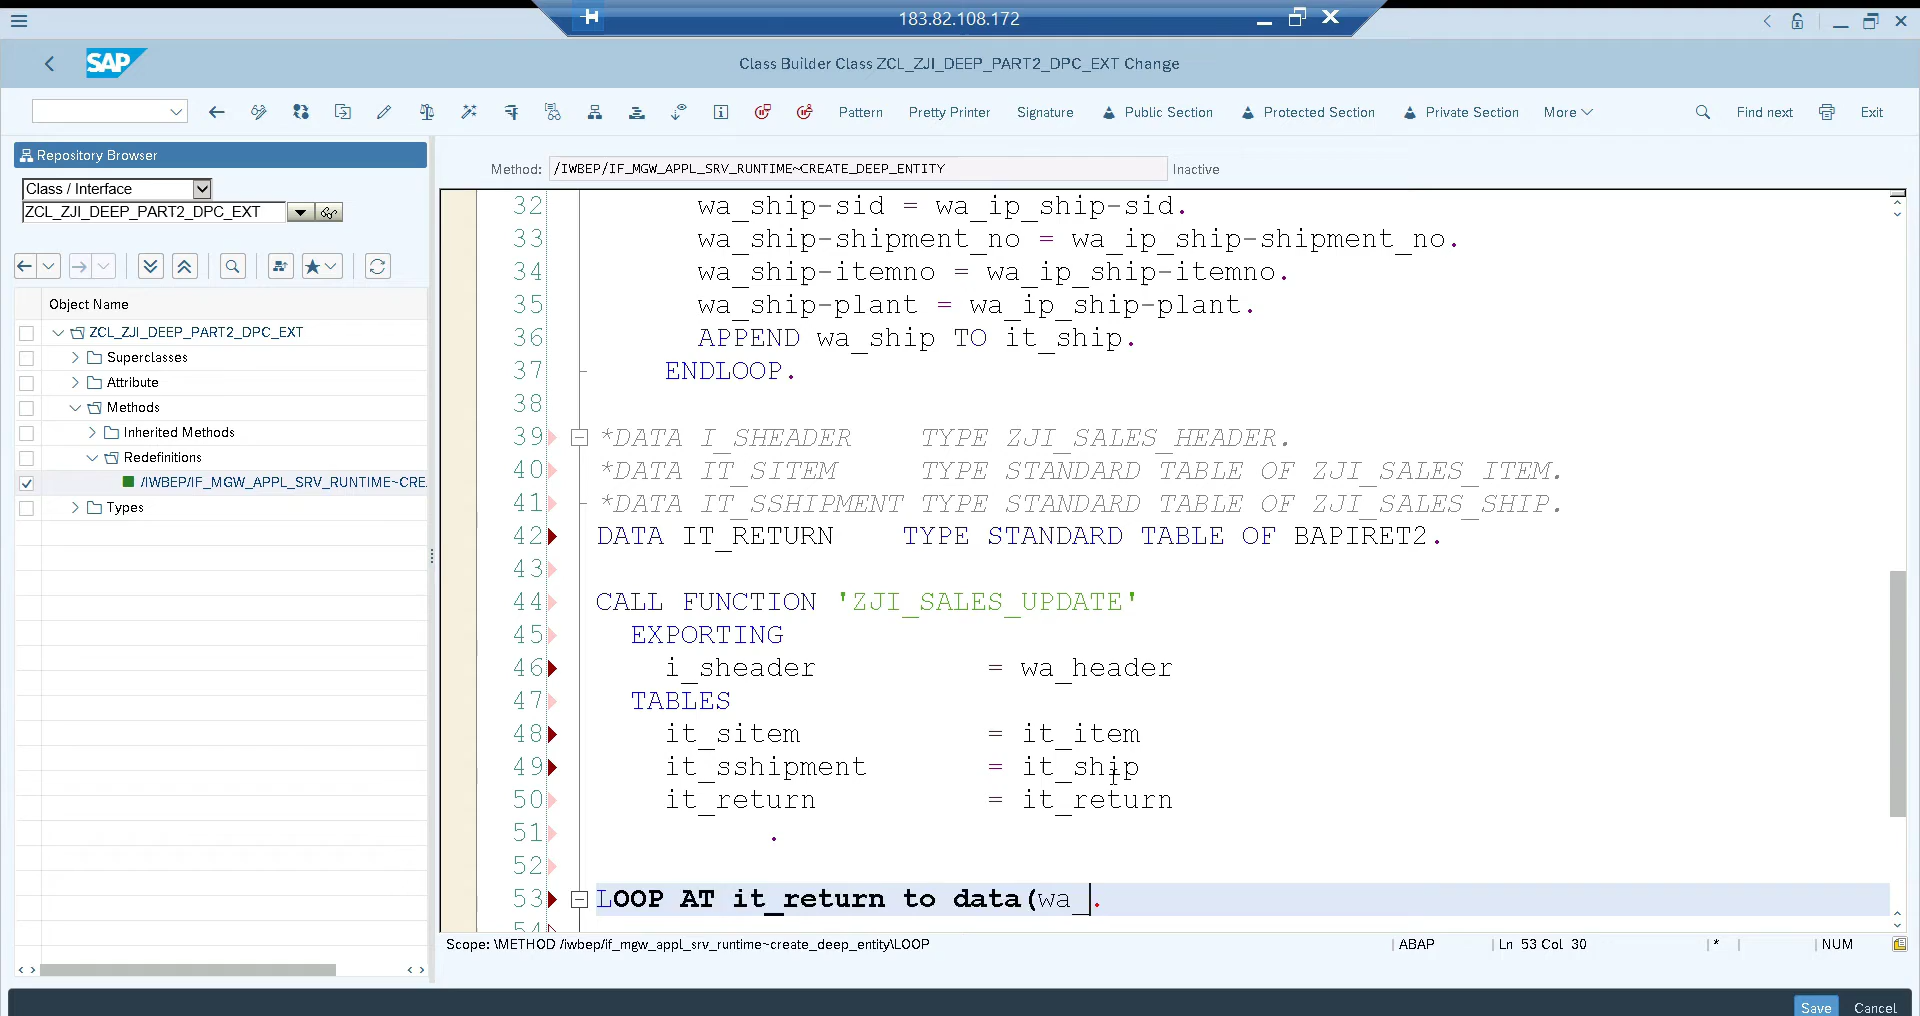 183.82.108.172
SAP
Class Builder Class ZCL_ZJI_DEEP_PART2_DPC_EXT Change
Pattern Pretty Printer Signature Public Section Protected Section Private Section More Find next Exit
Repository Browser
Class / Interface
ZCL_ZJI_DEEP_PART2_DPC_EXT
Object Name
ZCL_ZJI_DEEP_PART2_DPC_EXT
Superclasses
Attribute
Methods
Inherited Methods
Redefinitions
/IWBEP/IF_MGW_APPL_SRV_RUNTIME~CRE.
Types
Method: /IWBEP/IF_MGW_APPL_SRV_RUNTIME~CREATE_DEEP_ENTITY Inactive
32 wa_ship-sid = wa_ip_ship-sid.
33 wa_ship-shipment_no = wa_ip_ship-shipment_no.
34 wa_ship-itemno = wa_ip_ship-itemno.
35 wa_ship-plant = wa_ip_ship-plant.
36 APPEND wa_ship TO it_ship.
37 ENDLOOP.
38
39 *DATA I_SHEADER TYPE ZJI_SALES_HEADER.
40 *DATA IT_SITEM TYPE STANDARD TABLE OF ZJI_SALES_ITEM.
41 *DATA IT_SSHIPMENT TYPE STANDARD TABLE OF ZJI_SALES_SHIP.
42 DATA IT_RETURN TYPE STANDARD TABLE OF BAPIRET2.
43
44 CALL FUNCTION 'ZJI_SALES_UPDATE'
45 EXPORTING
46 i_sheader = wa_header
47 TABLES
48 it_sitem = it_item
49 it_sshipment = it_ship
50 it_return = it_return
51 .
52
53 LOOP AT it_return to data(wa_.
54
Scope: \METHOD /iwbep/if_mgw_appl_srv_runtime~create_deep_entity\LOOP ABAP Ln 53 Col 30 * NUM
Save Cancel